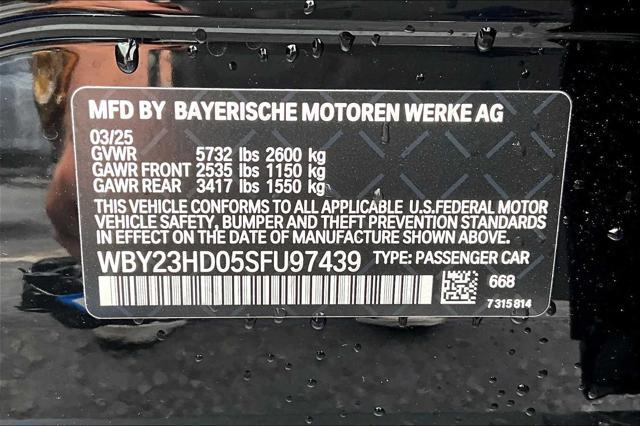 MFD BY BAYERISCHE MOTOREN WERKE AG
03/25
GVWR 5732 lbs 2600 kg
GAWR FRONT 2535 lbs 1150 kg
GAWR REAR 3417 lbs 1550 kg
THIS VEHICLE CONFORMS TO ALL APPLICABLE U.S.FEDERAL MOTOR
VEHICLE SAFETY, BUMPER AND THEFT PREVENTION STANDARDS
IN EFFECT ON THE DATE OF MANUFACTURE SHOWN ABOVE.
WBY23HD05SFU97439 TYPE: PASSENGER CAR
668
7 315 814